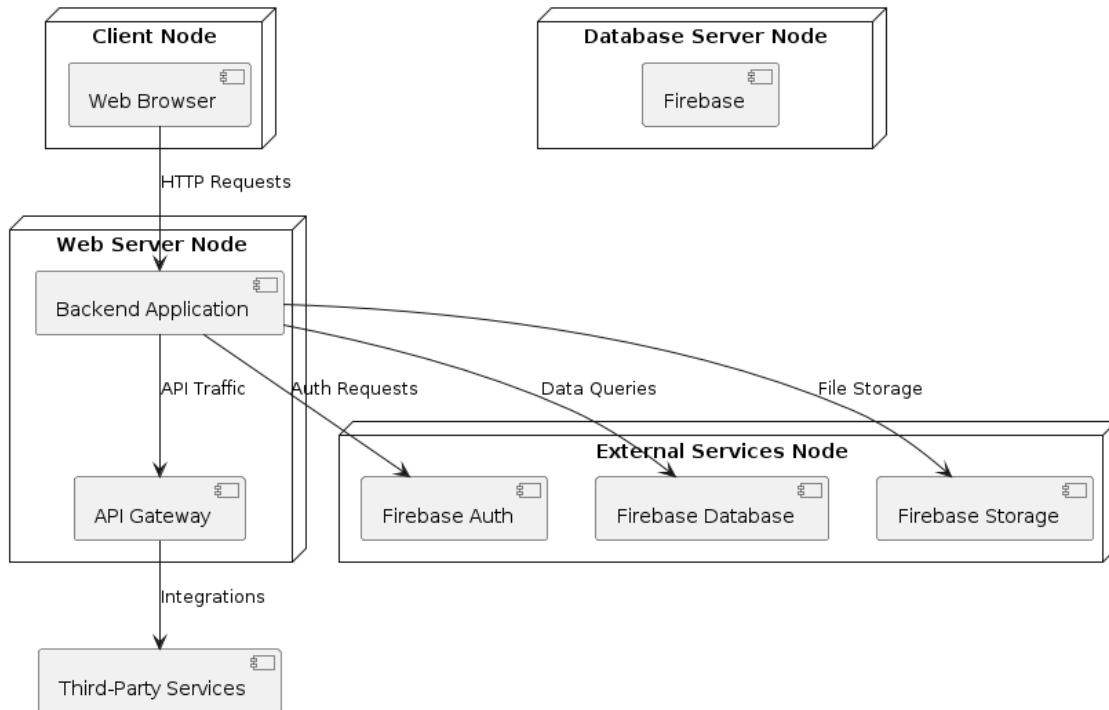 Client Node
Database Server Node
Web Browser
Firebase
HTTP Requests
Web Server Node
Backend Application
API Traffic
Auth Requests
Data Queries
File Storage
External Services Node
API Gateway
Firebase Auth
Firebase Database
Firebase Storage
Integrations
Third-Party Services